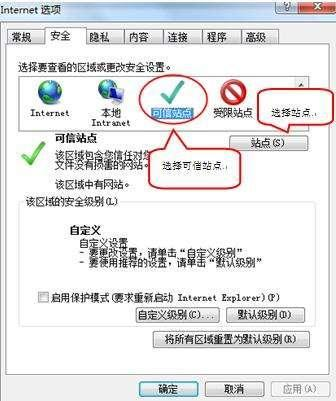 Internet 选项
常规 安全 隐私 内容 连接 程序 高级
选择要查看的区域或更改安全设置。
Internet 本地 Intranet 可信站点 受限站点
选择站点..
可信站点
站点(S)
该区域包含您信任对您
文件没有损害的网站。
选择可信站点..
该区域中有网站。
该区域的安全级别(L)
自定义
自定义设置
- 要更改设置，请单击“自定义级别”
- 要使用推荐的设置，请单击“默认级别”
启用保护模式(要求重新启动 Internet Explorer)(P)
自定义级别(C)... 默认级别(D)
将所有区域重置为默认级别(R)
确定 取消 应用(A)